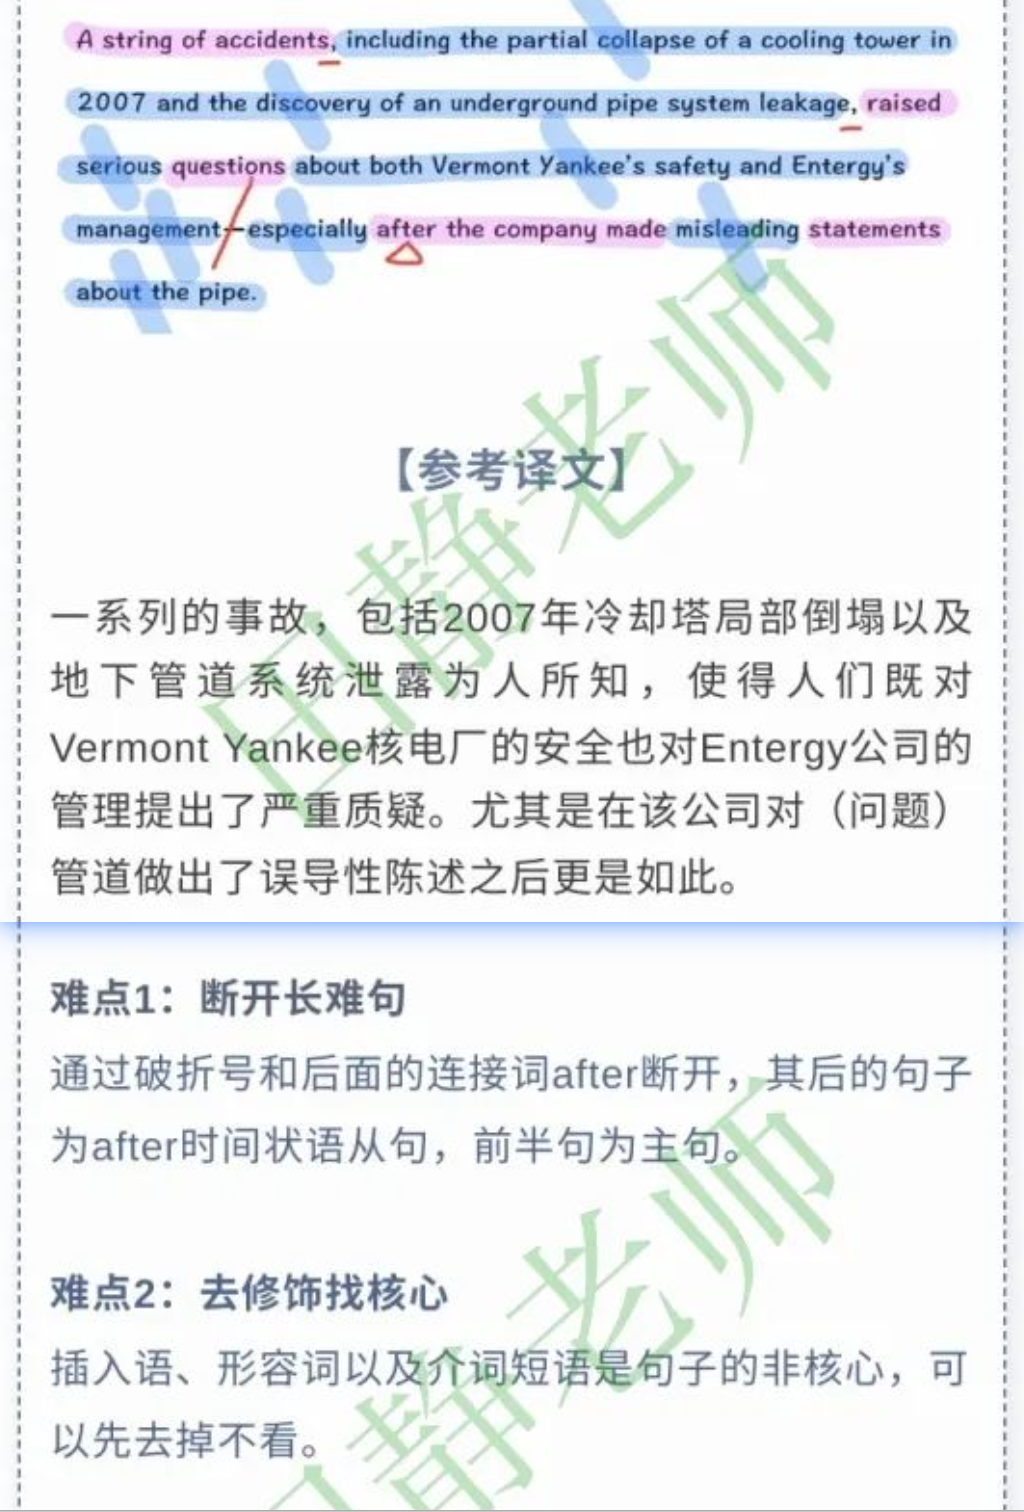 A string of accidents, including the partial collapse of a cooling tower in
2007 and the discovery of an underground pipe system leakage, raised
serious questions about both Vermont Yankee's safety and Entergy's
management—especially after the company made misleading statements
about the pipe.
【参考译文】
一系列的事故，包括2007年冷却塔局部倒塌以及
地下管道系统泄露为人所知，使得人们既对
Vermont Yankee核电厂的安全也对Entergy公司的
管理提出了严重质疑。尤其是在该公司对（问题）
管道做出了误导性陈述之后更是如此。
田静老师
难点1：断开长难句
通过破折号和后面的连接词after断开，其后的句子
为after时间状语从句，前半句为主句。
难点2：去修饰找核心
插入语、形容词以及介词短语是句子的非核心，可
以先去掉不看。
田静老师